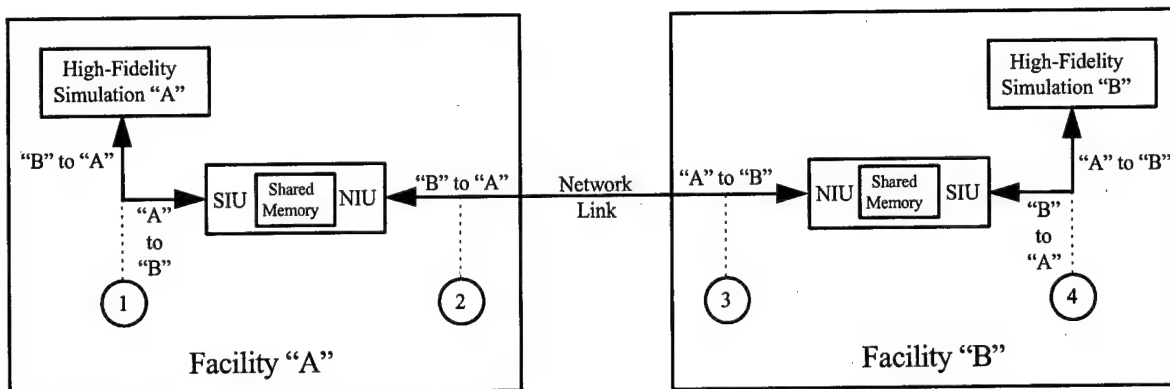 High-Fidelity
Simulation “A”
“B” to “A”
“A”
to
“B”
SIU
Shared
Memory
NIU
“B” to “A”
1
2
Facility “A”
Network
Link
High-Fidelity
Simulation “B”
“A” to “B”
“A” to “B”
NIU
Shared
Memory
SIU
“B”
to
“A”
3
4
Facility “B”